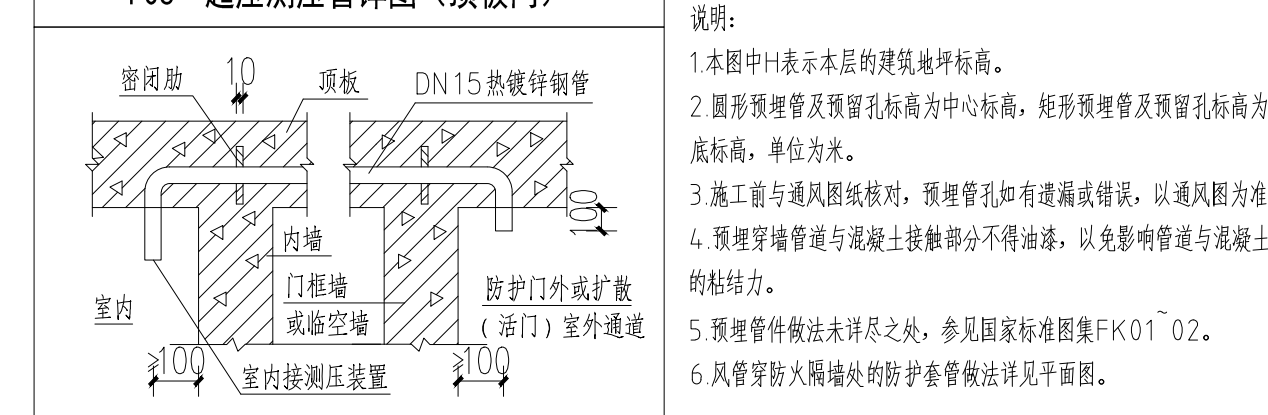 密闭肋
10
顶板
DN15热镀锌钢管
100
内墙
门框墙
或临空墙
防护门外或扩散
(活门)室外通道
室内
≥100
≥100
室内接测压装置
说明:
1.本图中H表示本层的建筑地坪标高。
2.圆形预埋管及预留孔标高为中心标高，矩形预埋管及预留孔标高为
底标高，单位为米。
3.施工前与通风图纸核对，预埋管孔如有遗漏或错误，以通风图为准
4.预埋穿墙管道与混凝土接触部分不得油漆，以免影响管道与混凝土
的粘结力。
5.预埋管件做法未详尽之处，参见国家标准图集FK01~02。
6.风管穿防火隔墙处的防护套管做法详见平面图。